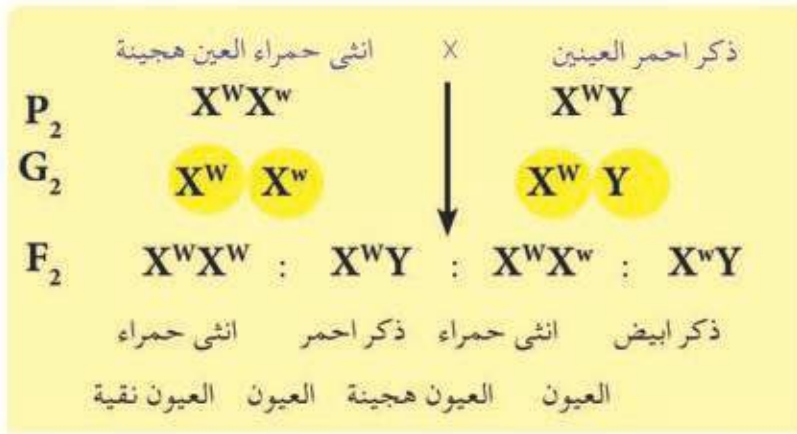 ذكر احمر العينين X انثى حمراء العين هجينة
P₂ XᵂXʷ XᵂY
G₂ Xᵂ Xʷ Xᵂ Y
F₂ XᵂXᵂ : XᵂY : XᵂXʷ : XʷY
ذكر ابيض انثى حمراء ذكر احمر انثى حمراء
العيون العيون هجينة العيون العيون نقية